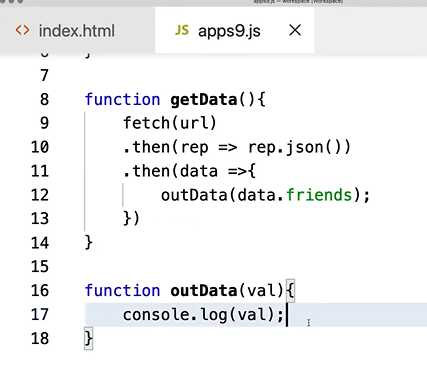 apps9.js — workspace (Workspace)
<> index.html
JS apps9.js
6 }
7
8 function getData(){
9 fetch(url)
10 .then(rep => rep.json())
11 .then(data =>{
12 outData(data.friends);
13 })
14 }
15
16 function outData(val){
17 console.log(val);
18 }